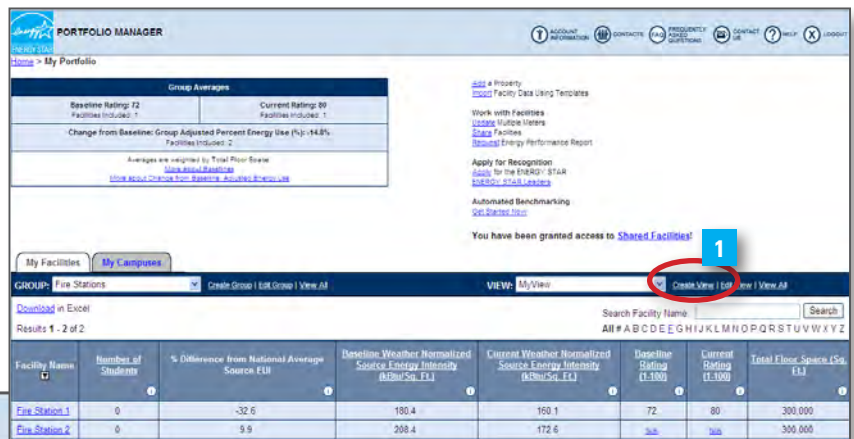 PORTFOLIO MANAGER
ACCOUNT INFORMATION
CONTACTS
FAQ FREQUENTLY ASKED QUESTIONS
CONTACT US
HELP
LOGOUT
Home > My Portfolio
Group Averages
Baseline Rating: 72
Facilities Included: 1
Current Rating: 80
Facilities Included: 1
Change from Baseline: Group Adjusted Percent Energy Use (%): -14.8%
Facilities Included: 2
Averages are weighted by Total Floor Space
More about Baselines
More about Change from Baseline: Adjusted Energy Use
Add a Property
Import Facility Data Using Templates
Work with Facilities
Update Multiple Meters
Share Facilities
Request Energy Performance Report
Apply for Recognition
Apply for the ENERGY STAR
ENERGY STAR Leaders
Automated Benchmarking
Get Started Now
You have been granted access to Shared Facilities!
1
My Facilities
My Campuses
GROUP: Fire Stations
Create Group | Edit Group | View All
VIEW: MyView
Create View | Edit View | View All
Download in Excel
Search Facility Name
Search
Results 1 - 2 of 2
All # A B C D E F G H I J K L M N O P Q R S T U V W X Y Z
Facility Name
Number of Students
% Difference from National Average Source EUI
Baseline Weather Normalized Source Energy Intensity (kBtu/Sq. Ft.)
Current Weather Normalized Source Energy Intensity (kBtu/Sq. Ft.)
Baseline Rating (1-100)
Current Rating (1-100)
Total Floor Space (Sq. Ft.)
Fire Station 1 0 -32.6 180.4 160.1 72 80 300,000
Fire Station 2 0 9.9 208.4 172.6 N/A N/A 300,000